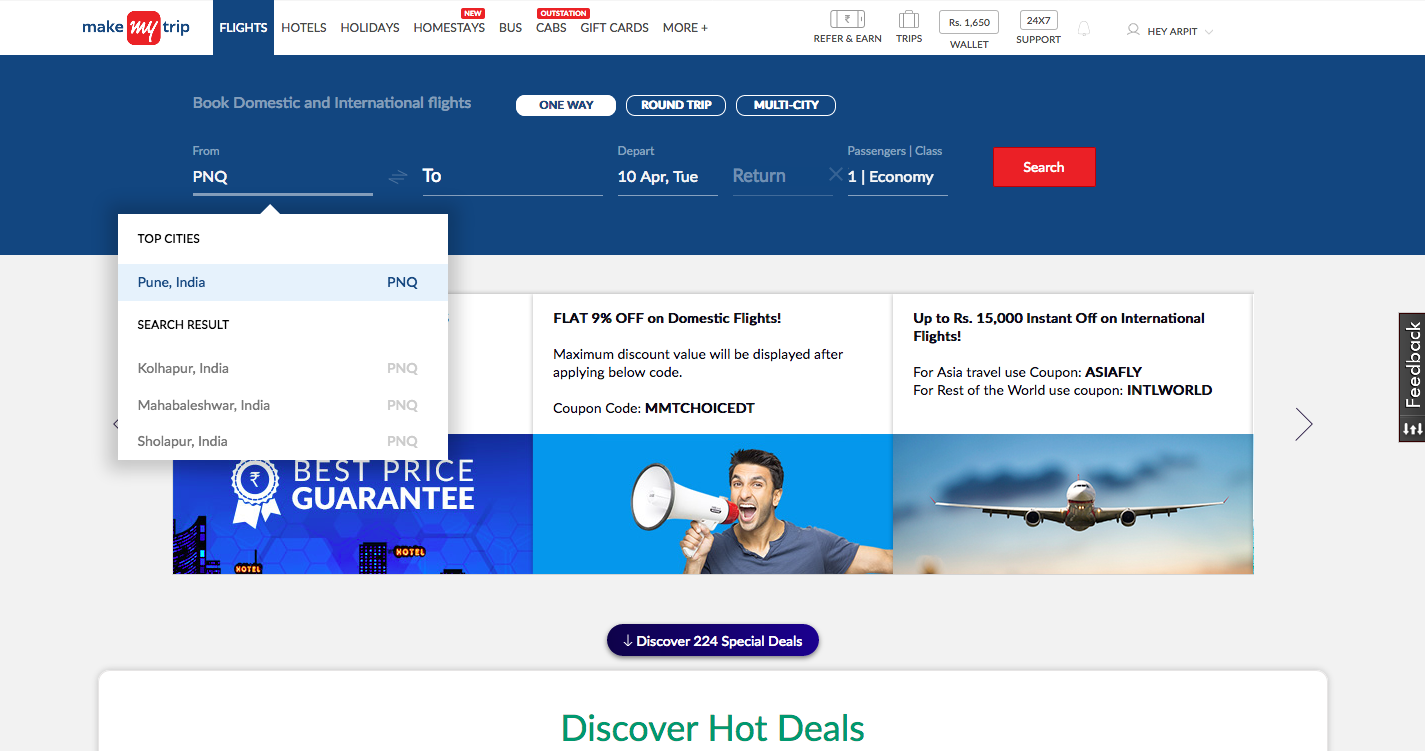 make my trip
FLIGHTS
HOTELS
HOLIDAYS
NEW
HOMESTAYS
BUS
OUTSTATION
CABS
GIFT CARDS
MORE +
₹
REFER & EARN
TRIPS
Rs. 1,650
WALLET
24X7
SUPPORT
HEY ARPIT
Book Domestic and International flights
ONE WAY
ROUND TRIP
MULTI-CITY
From
PNQ
To
Depart
10 Apr, Tue
Return
Passengers | Class
1 | Economy
Search
TOP CITIES
Pune, India PNQ
SEARCH RESULT
Kolhapur, India PNQ
Mahabaleshwar, India PNQ
Sholapur, India PNQ
₹
BEST PRICE
GUARANTEE
HOTEL
HOTEL
FLAT 9% OFF on Domestic Flights!
Maximum discount value will be displayed after
applying below code.
Coupon Code: MMTCHOICEDT
Up to Rs. 15,000 Instant Off on International
Flights!
For Asia travel use Coupon: ASIAFLY
For Rest of the World use coupon: INTLWORLD
Feedback
Discover 224 Special Deals
Discover Hot Deals